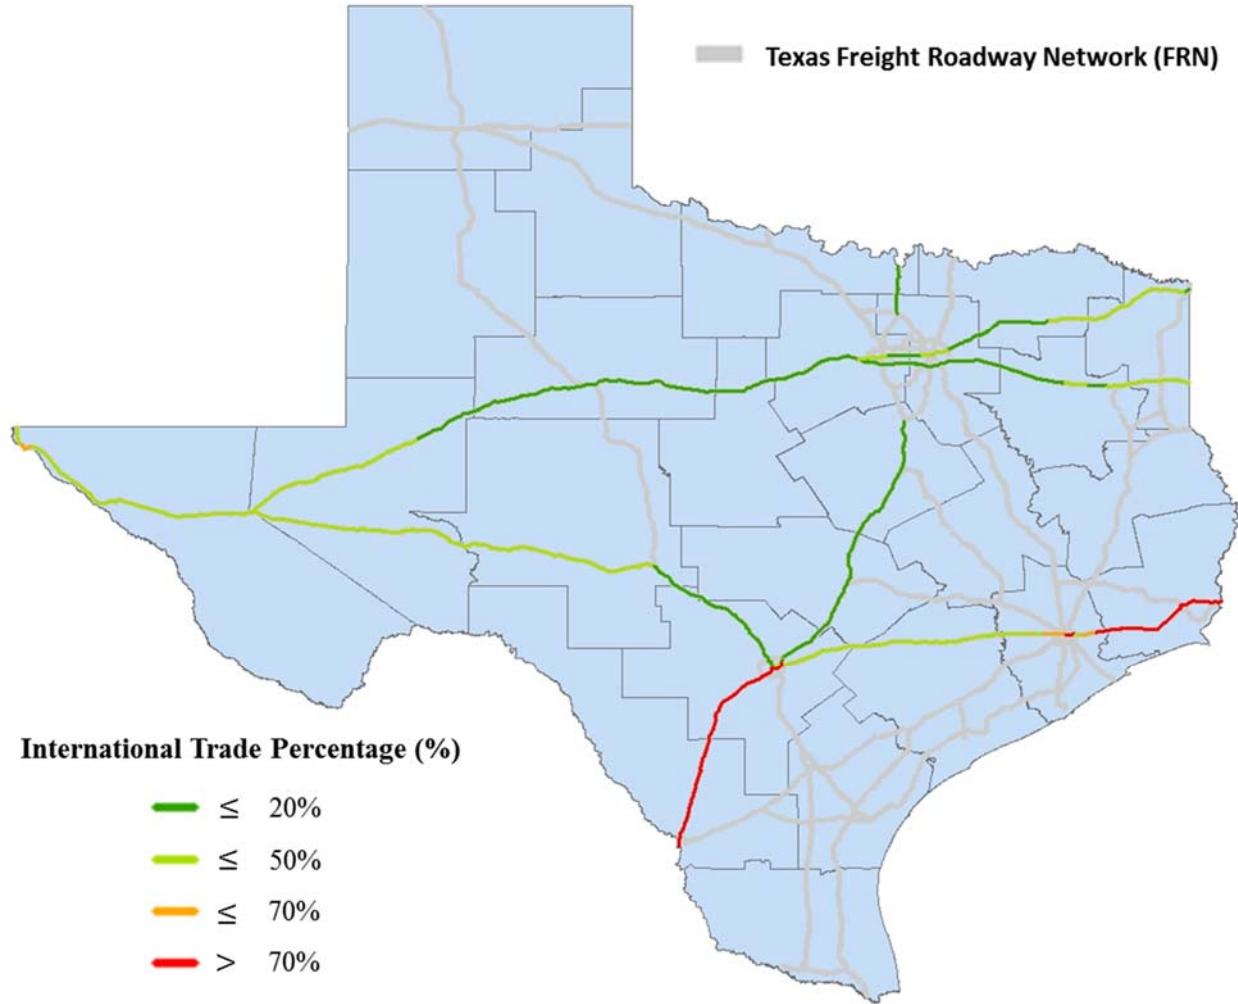 Texas Freight Roadway Network (FRN)
International Trade Percentage (%)
≤ 20%
≤ 50%
≤ 70%
> 70%